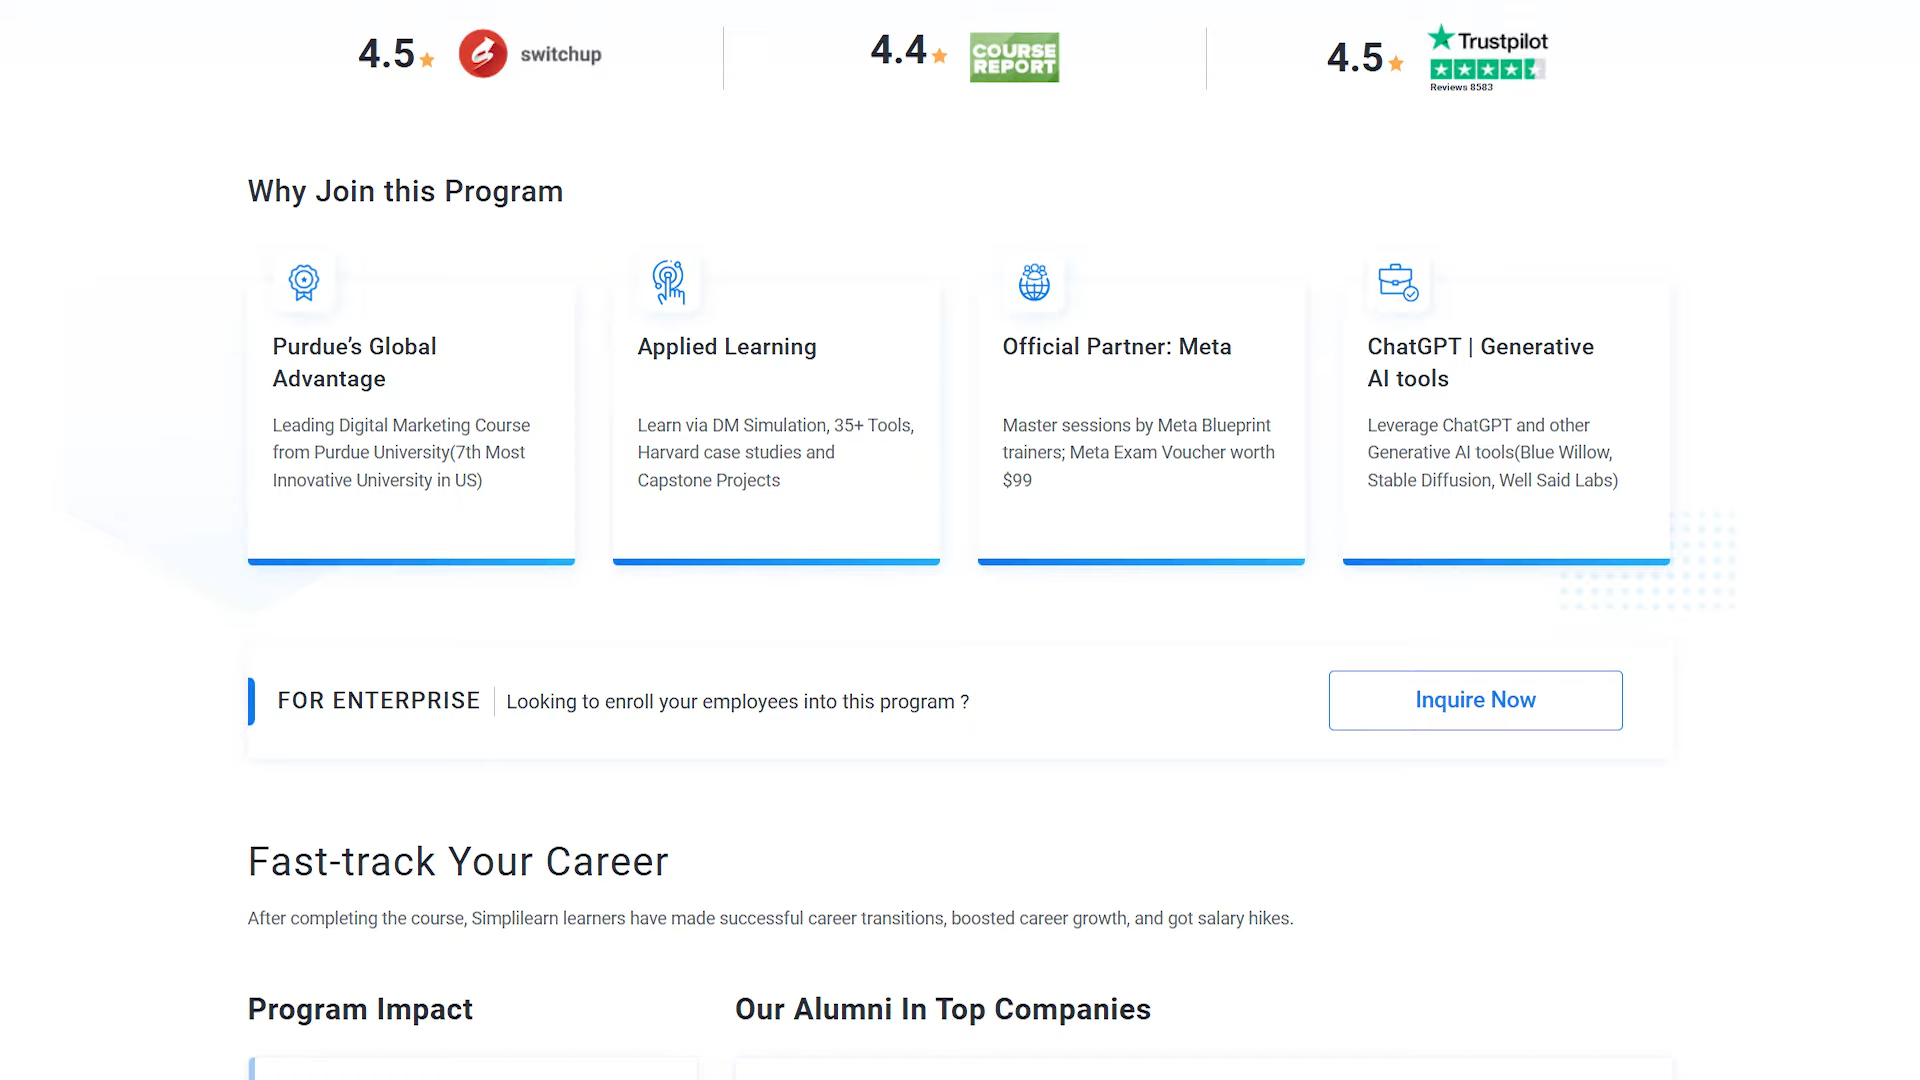 4.5 switchup
4.4 COURSE
REPORT
4.5 Trustpilot
Reviews 8583
Why Join this Program
Purdue’s Global
Advantage
Leading Digital Marketing Course
from Purdue University(7th Most
Innovative University in US)
Applied Learning
Learn via DM Simulation, 35+ Tools,
Harvard case studies and
Capstone Projects
Official Partner: Meta
Master sessions by Meta Blueprint
trainers; Meta Exam Voucher worth
$99
ChatGPT | Generative
AI tools
Leverage ChatGPT and other
Generative AI tools(Blue Willow,
Stable Diffusion, Well Said Labs)
FOR ENTERPRISE Looking to enroll your employees into this program ?
Inquire Now
Fast-track Your Career
After completing the course, Simplilearn learners have made successful career transitions, boosted career growth, and got salary hikes.
Program Impact
Our Alumni In Top Companies